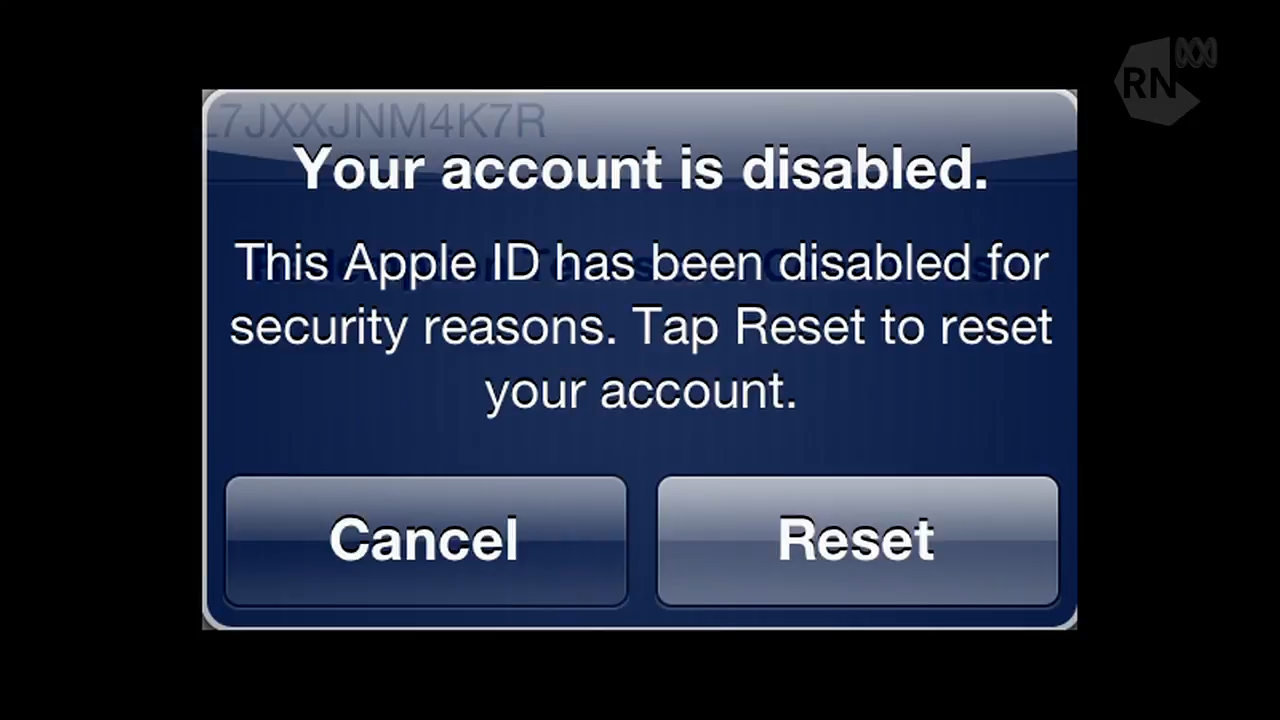 RN
7JXXJNM4K7R
Your account is disabled.
This Apple ID has been disabled for
security reasons. Tap Reset to reset
your account.
Cancel
Reset